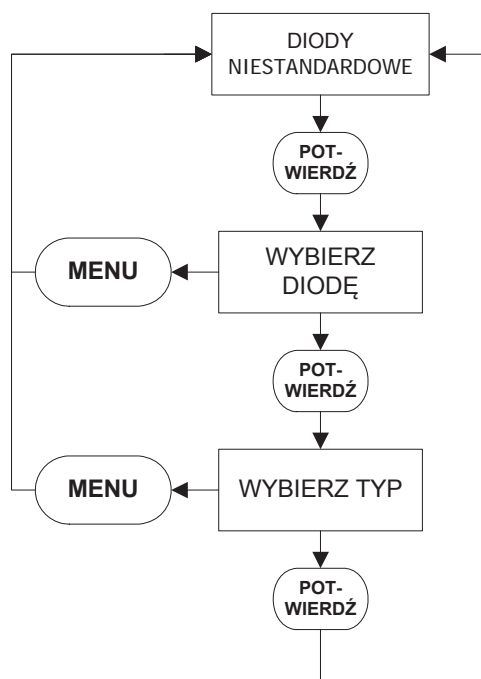 DIODY
NIESTANDARDOWE
POT-
WIERDŹ
WYBIERZ
DIODĘ
MENU
POT-
WIERDŹ
WYBIERZ TYP
MENU
POT-
WIERDŹ